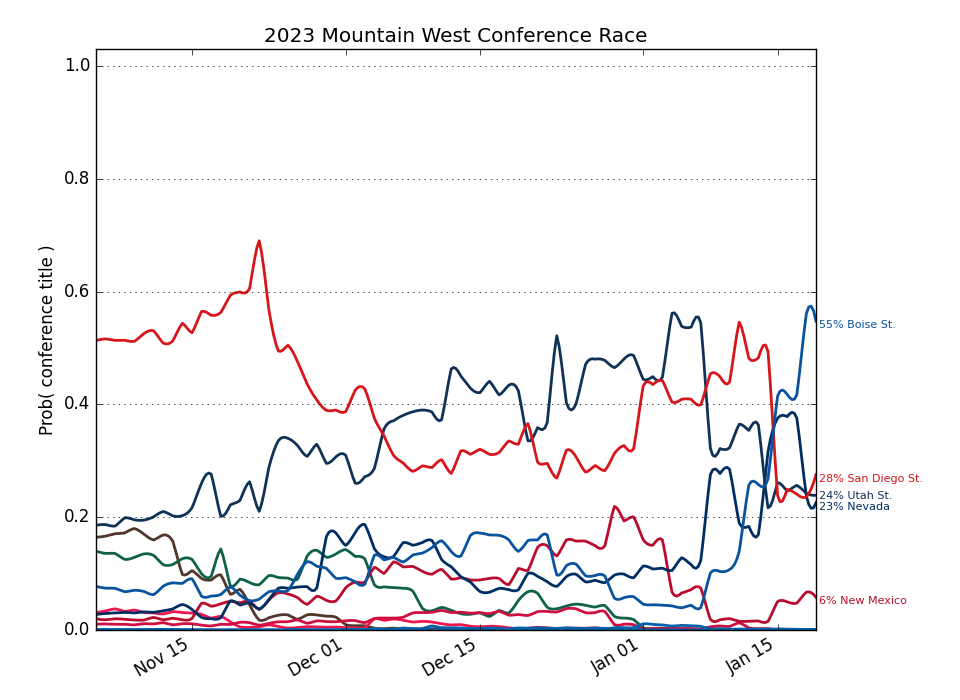 2023 Mountain West Conference Race
Prob( conference title )
1.0
0.8
0.6
0.4
0.2
0.0
55% Boise St.
28% San Diego St.
24% Utah St.
23% Nevada
6% New Mexico
Nov 15
Dec 01
Dec 15
Jan 01
Jan 15